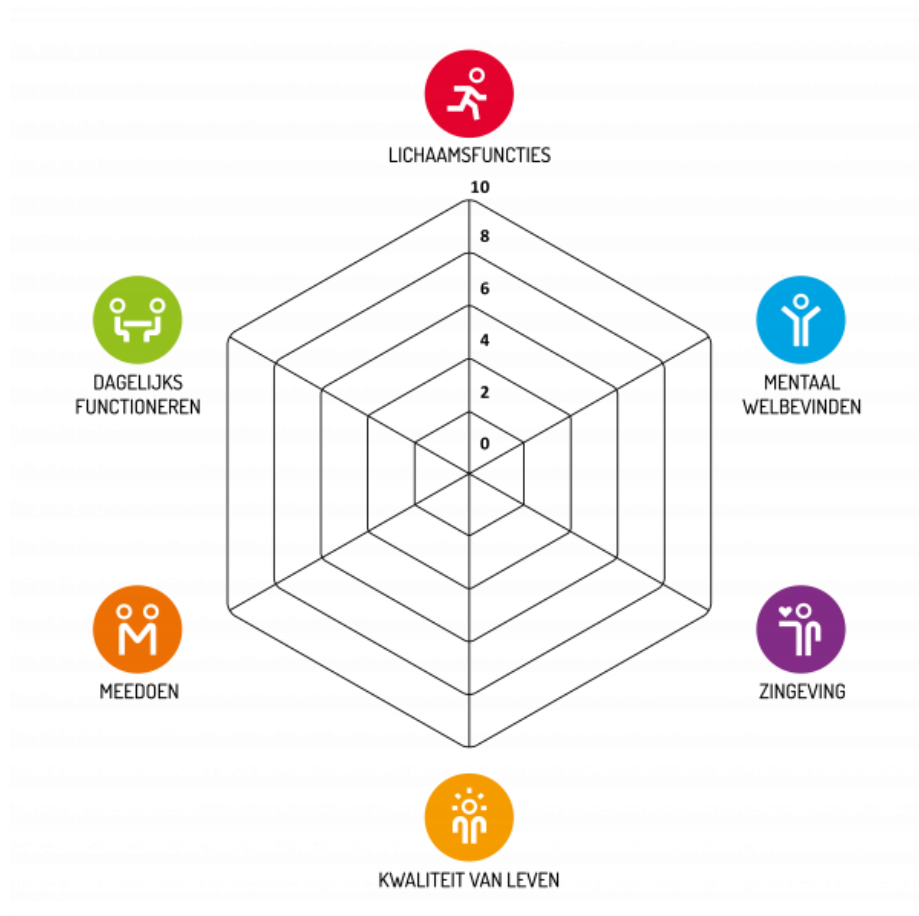 LICHAAMSFUNCTIES
10
8
6
4
2
0
DAGELIJKS
FUNCTIONEREN
MENTAAL
WELBEVINDEN
MEEDOEN
ZINGEVING
KWALITEIT VAN LEVEN